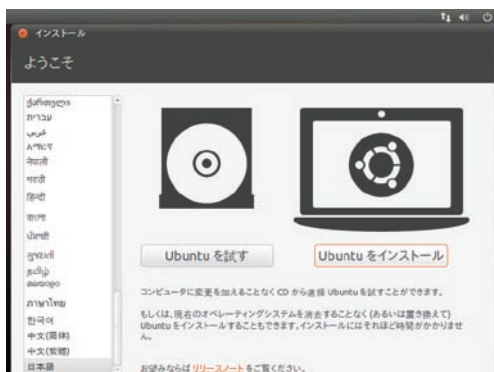 インストール
ようこそ
ქართული
עברית
عربي
አማርኛ
नेपाली
मराठी
हिन्दी
বাংলা
ਪੰਜਾਬੀ
ગુજરાતી
தமிழ்
ภาษาไทย
한국어
中文(简体)
中文(繁體)
日本語
Ubuntu を試す
Ubuntu をインストール
コンピュータに変更を加えることなく CD から直接 Ubuntu を試すことができます。
もしくは、現在のオペレーティングシステムを消去することなく (あるいは置き換えて)
Ubuntu をインストールすることもできます。インストールにはそれほど時間がかかりませ
ん。
お望みならば リリースノート をご覧ください。